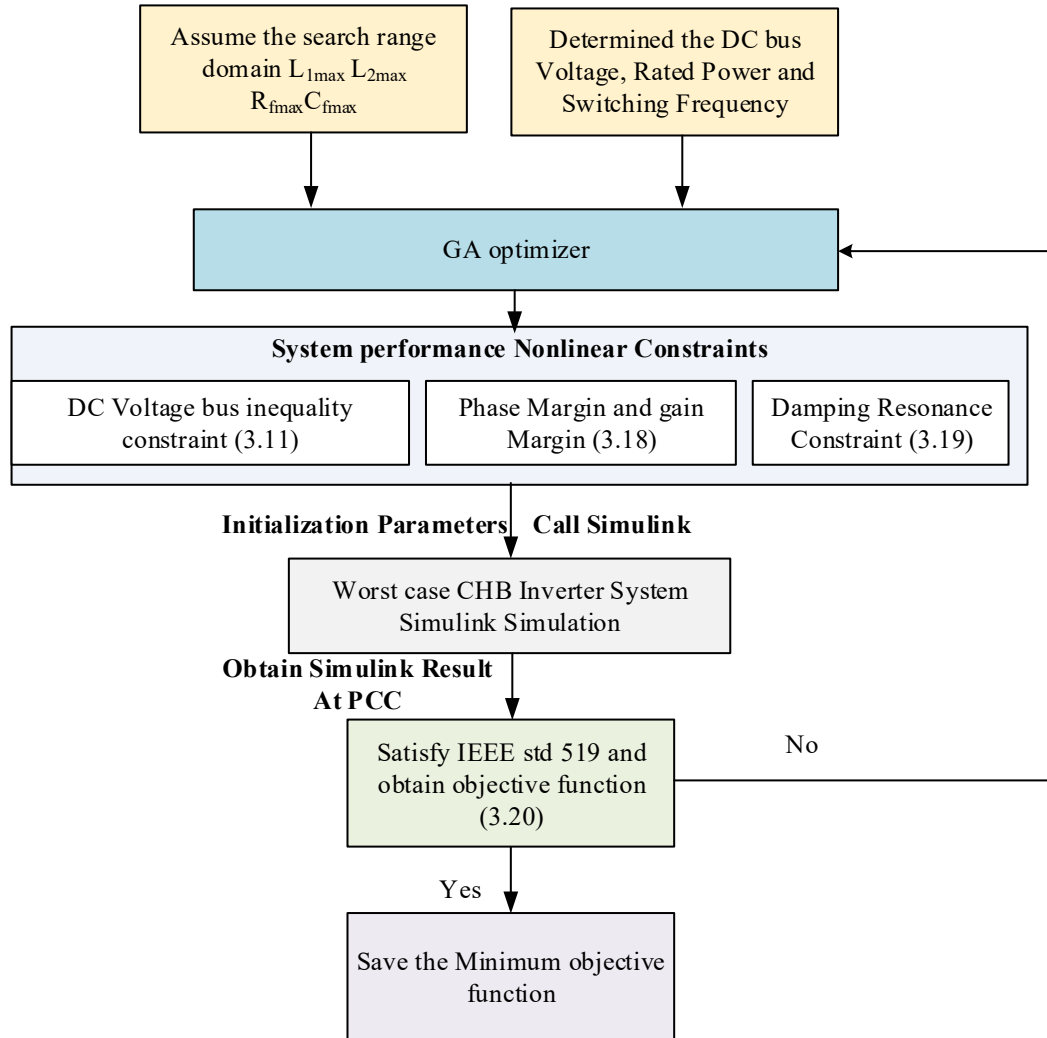 Assume the search range
domain L1max L2max
RfmaxCfmax
Determined the DC bus
Voltage, Rated Power and
Switching Frequency
GA optimizer
System performance Nonlinear Constraints
DC Voltage bus inequality
constraint (3.11)
Phase Margin and gain
Margin (3.18)
Damping Resonance
Constraint (3.19)
Initialization Parameters
Call Simulink
Worst case CHB Inverter System
Simulink Simulation
Obtain Simulink Result
At PCC
Satisfy IEEE std 519 and
obtain objective function
(3.20)
No
Yes
Save the Minimum objective
function